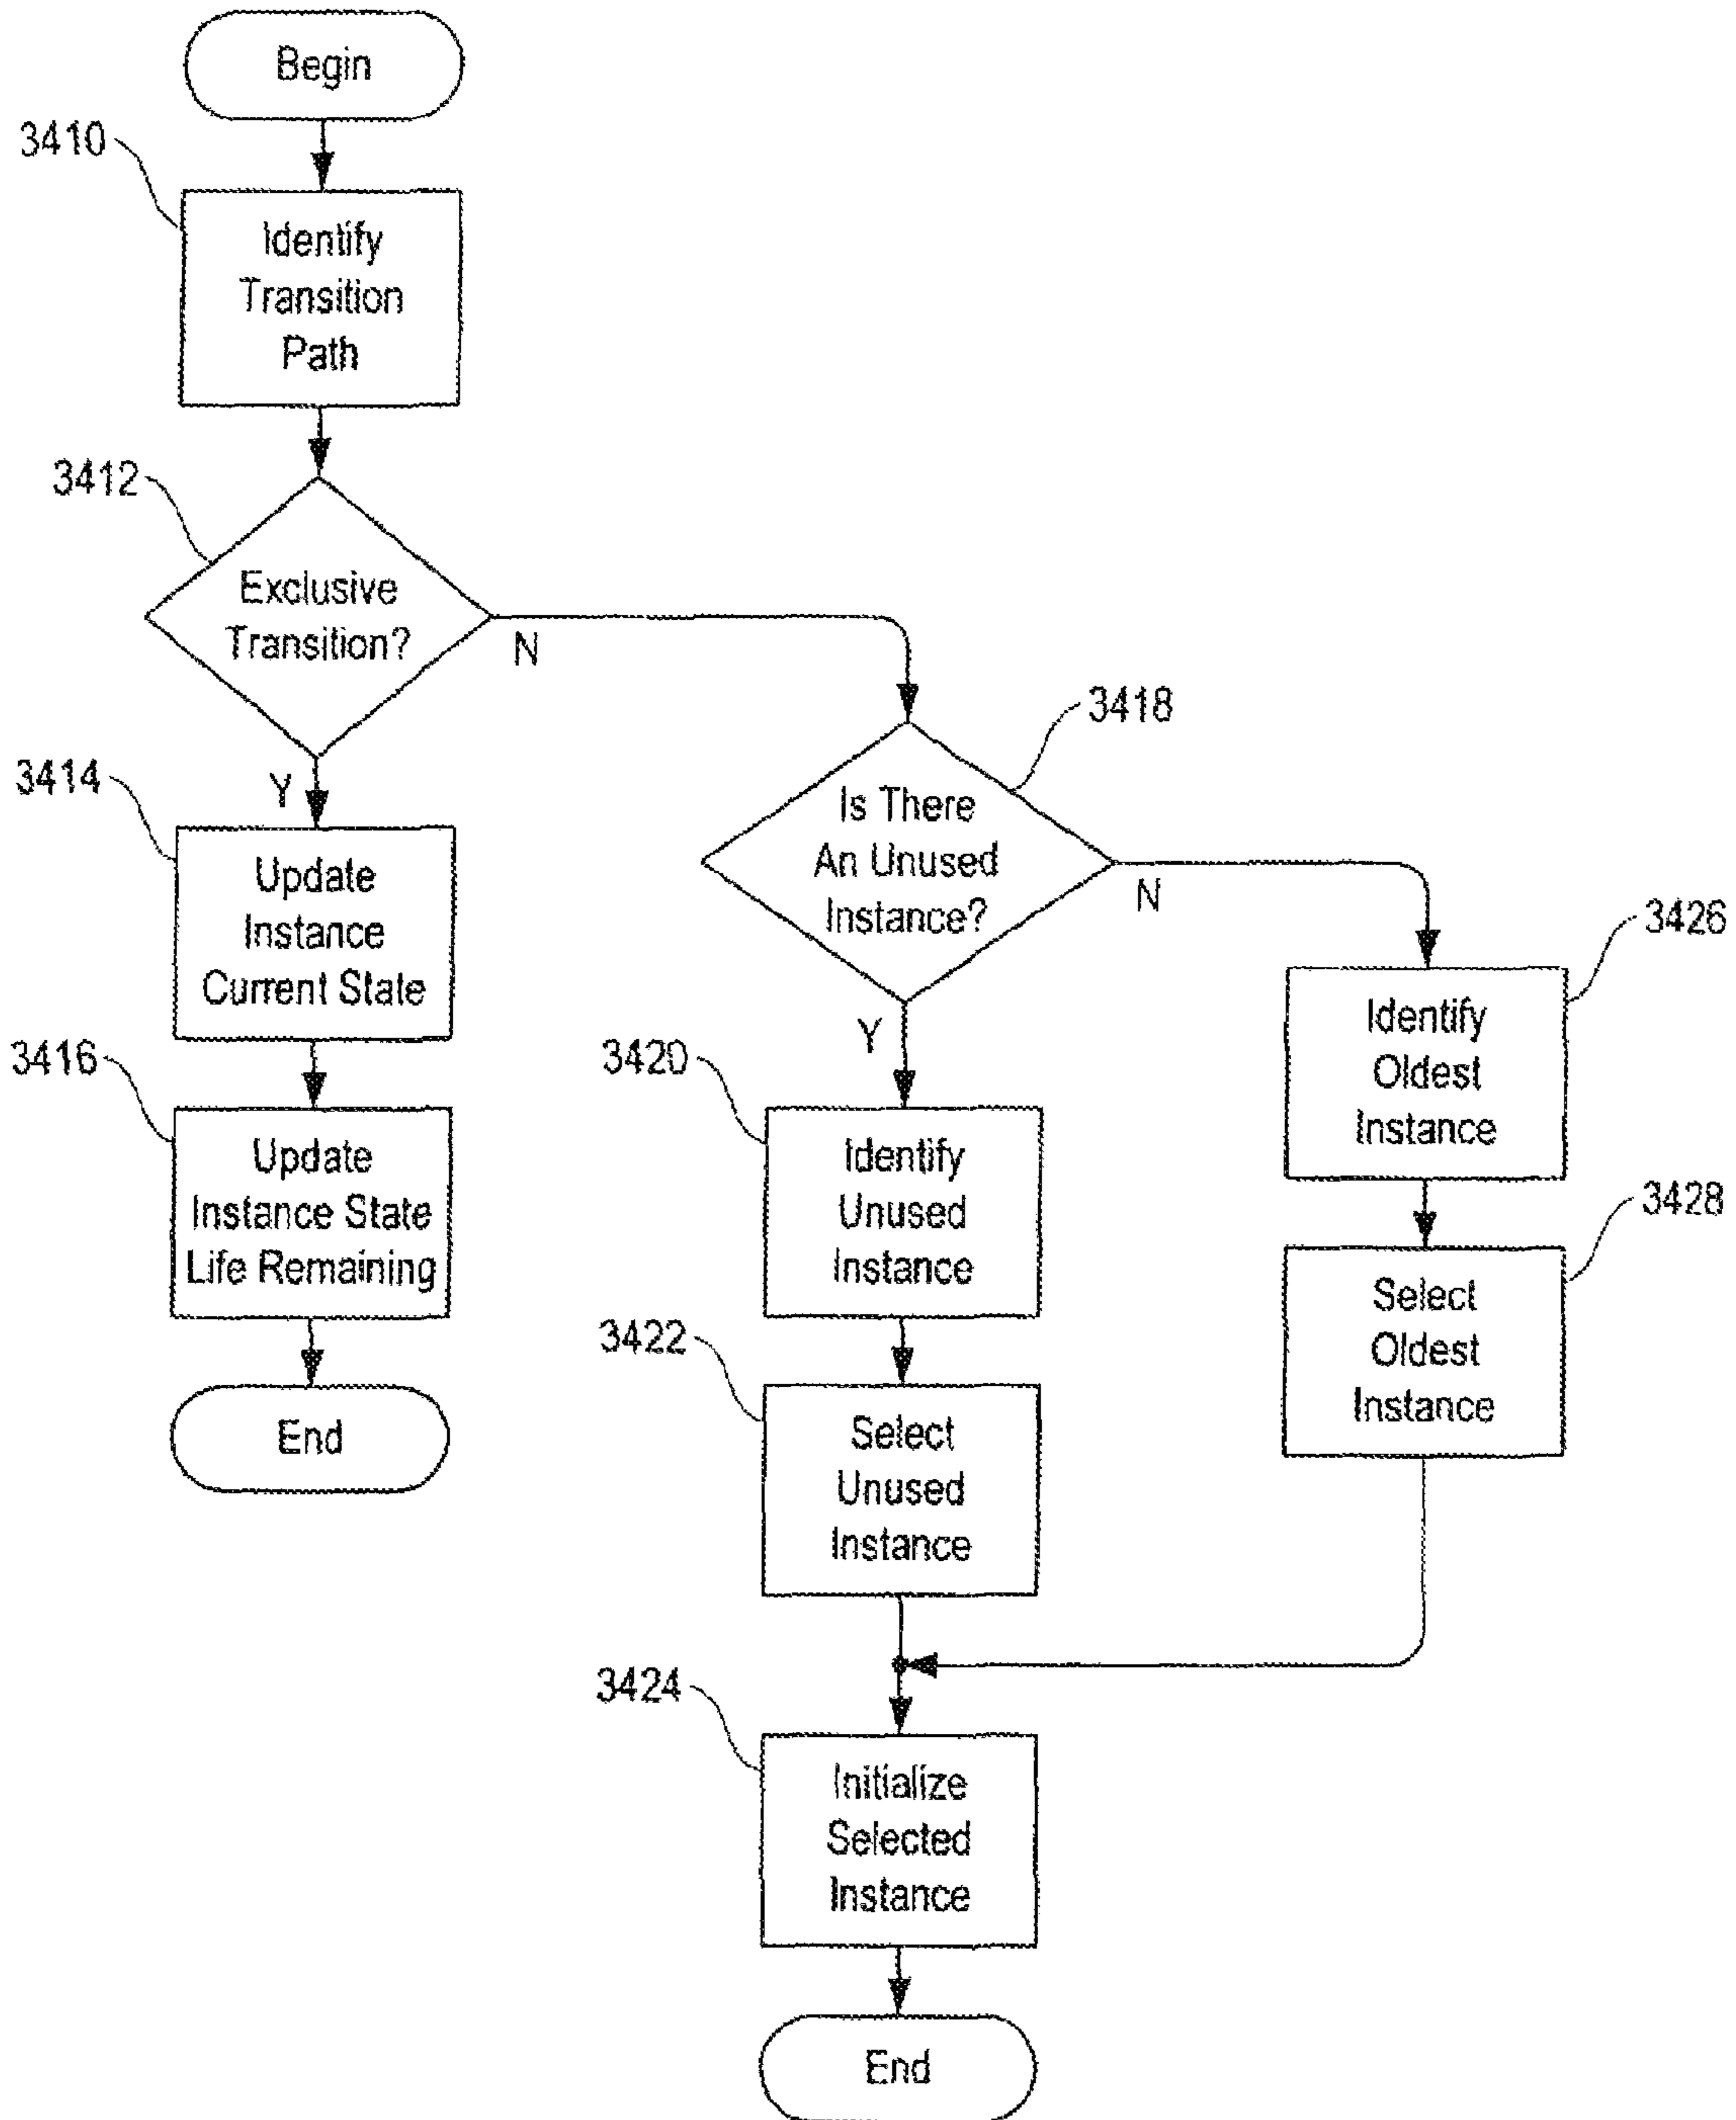 Begin
3410
Identify
Transition
Path
3412
Exclusive
Transition?
N
Y
3414
Update
Instance
Current State
3416
Update
Instance State
Life Remaining
End
3418
Is There
An Unused
Instance?
N
Y
3420
Identify
Unused
Instance
3422
Select
Unused
Instance
3426
Identify
Oldest
Instance
3428
Select
Oldest
Instance
3424
Initialize
Selected
Instance
End